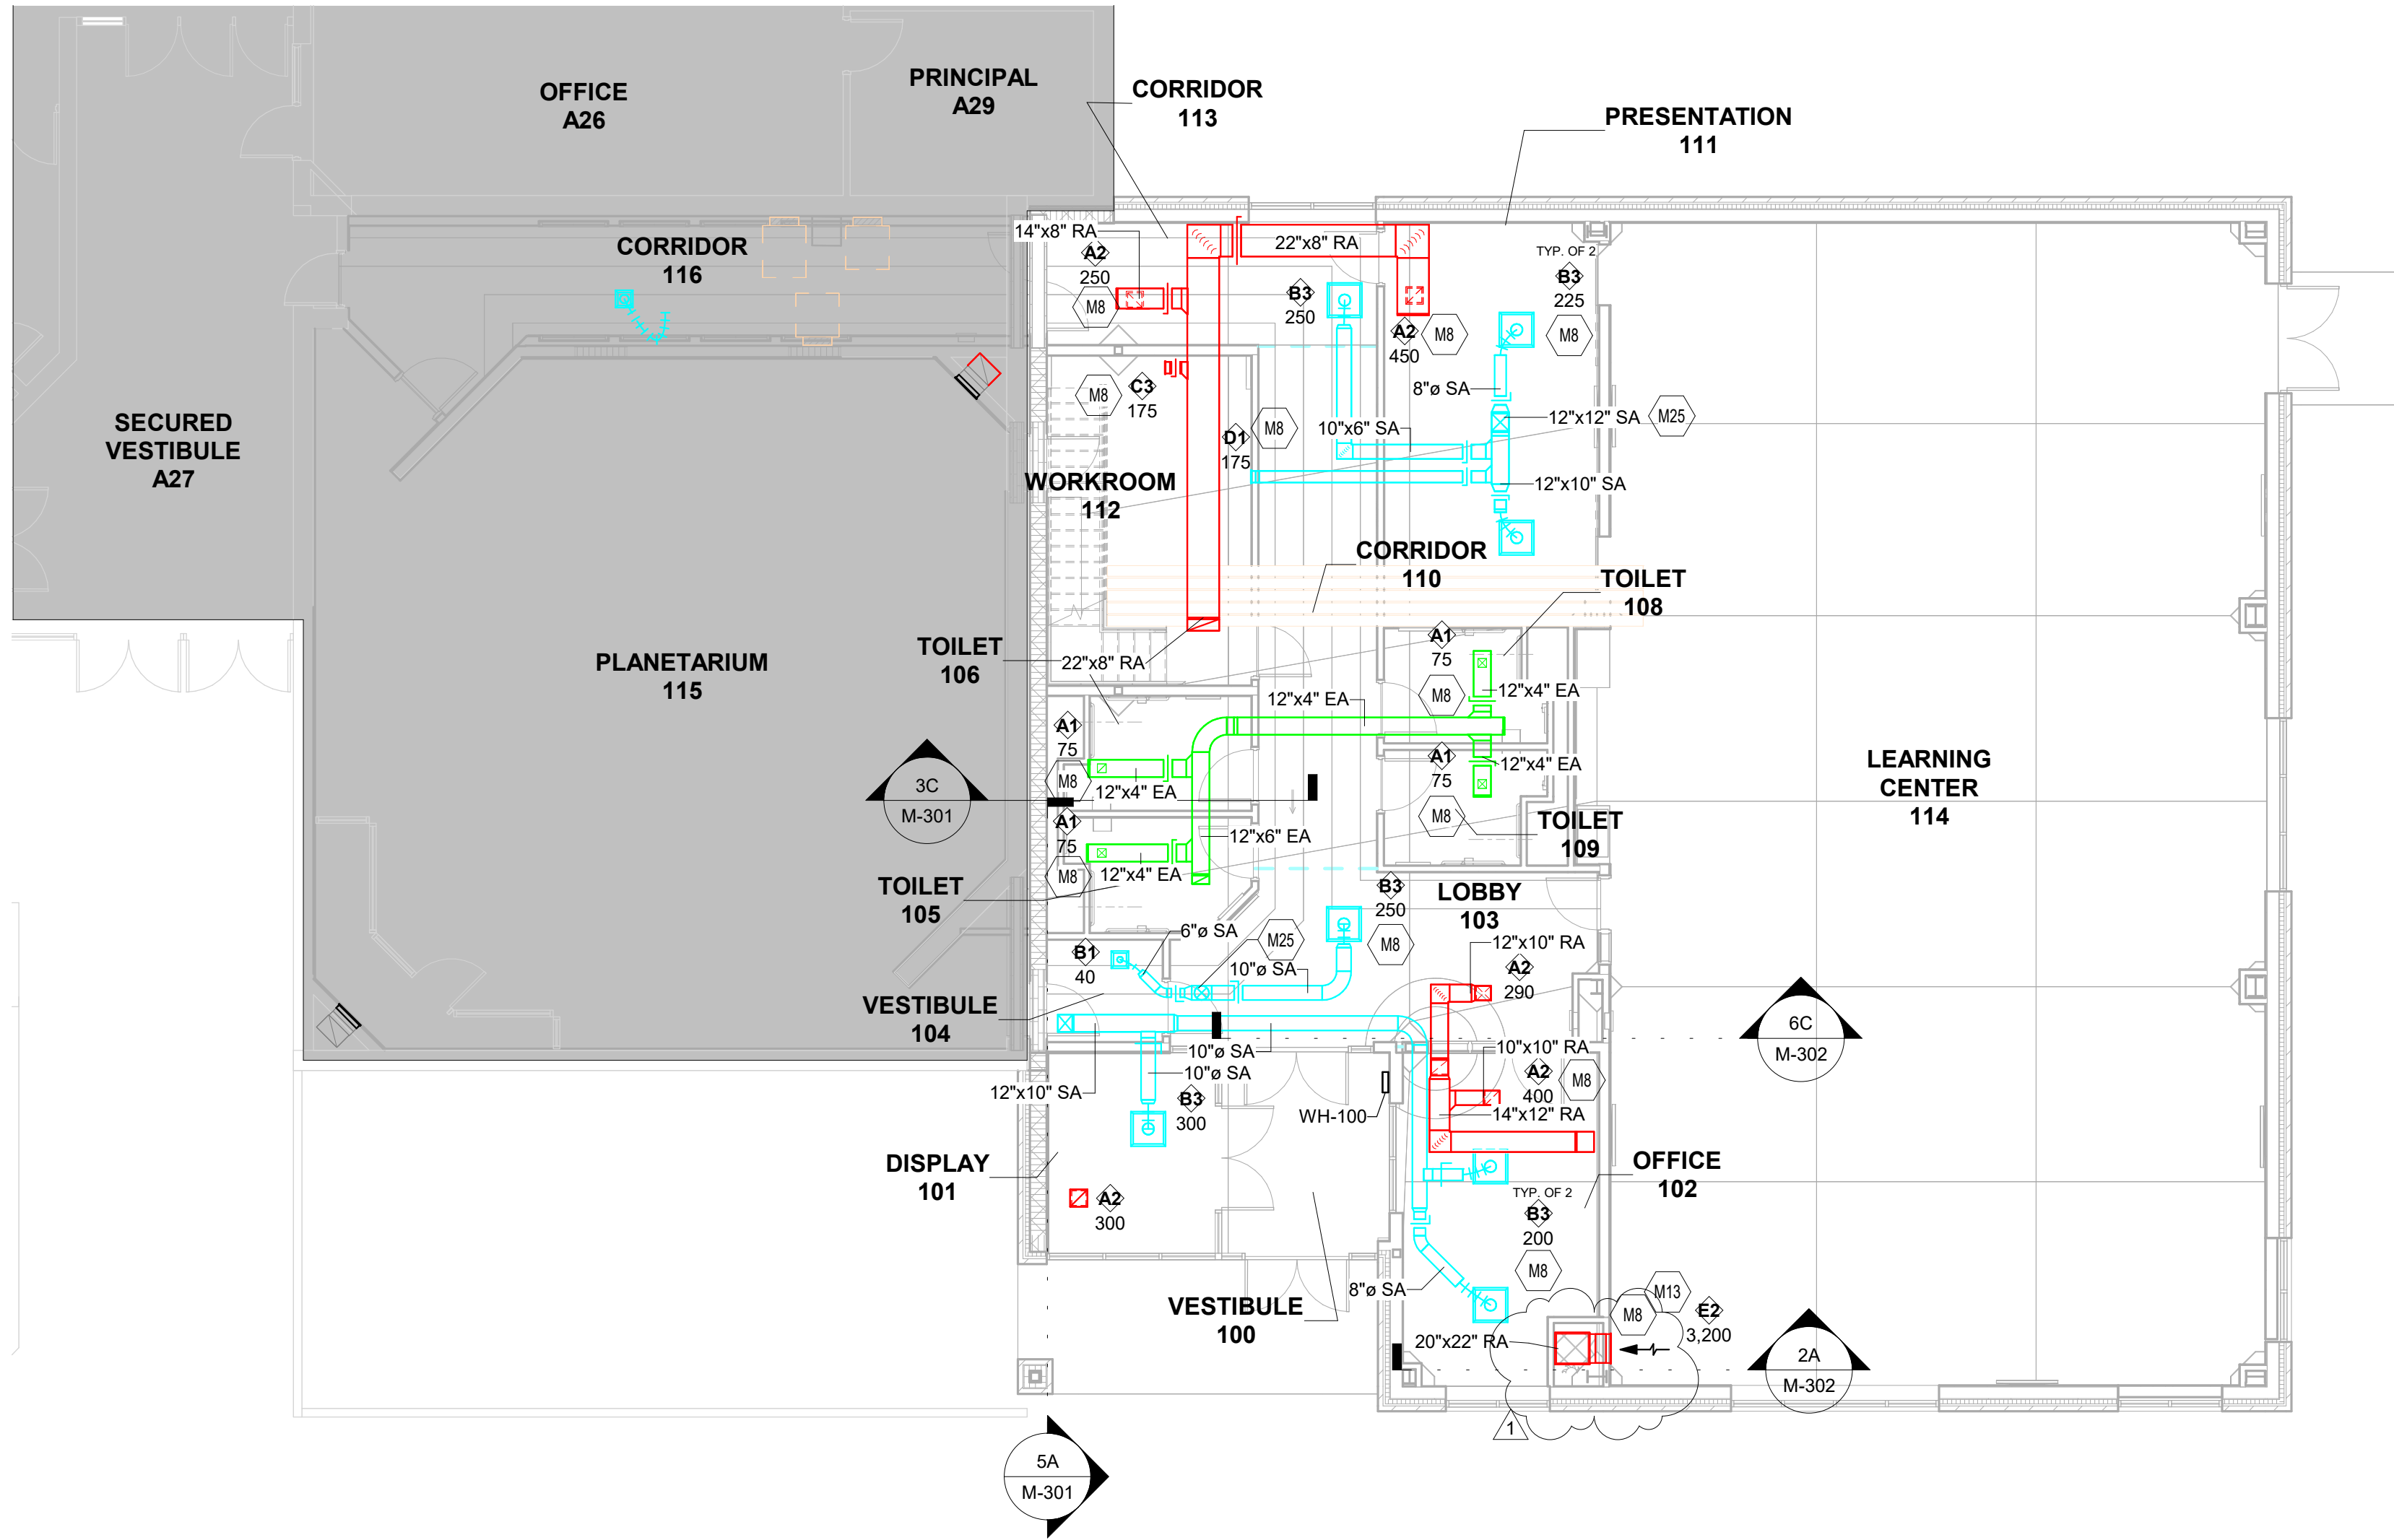 OFFICE
A26
PRINCIPAL
A29
CORRIDOR
113
PRESENTATION
111
CORRIDOR
116
14"x8" RA
A2
250
M8
22"x8" RA
B3
250
A2
450
M8
TYP. OF 2
B3
225
M8
8"ø SA
12"x12" SA
M25
10"x6" SA
12"x10" SA
M8
C3
175
D1
175
M8
SECURED
VESTIBULE
A27
WORKROOM
112
CORRIDOR
110
TOILET
108
PLANETARIUM
115
TOILET
106
22"x8" RA
A1
75
M8
12"x4" EA
12"x4" EA
A1
75
M8
A1
75
M8
12"x4" EA
12"x4" EA
3C
M-301
LEARNING
CENTER
114
A1
75
M8
12"x6" EA
12"x4" EA
TOILET
109
TOILET
105
B3
250
M8
LOBBY
103
6"ø SA
M25
B1
40
10"ø SA
12"x10" RA
A2
290
VESTIBULE
104
6C
M-302
10"ø SA
10"ø SA
12"x10" SA
10"x10" RA
A2
400
M8
B3
300
WH-100
14"x12" RA
DISPLAY
101
A2
300
OFFICE
102
TYP. OF 2
B3
200
M8
8"ø SA
VESTIBULE
100
M13
M8
E2
3,200
20"x22" RA
2A
M-302
1
5A
M-301